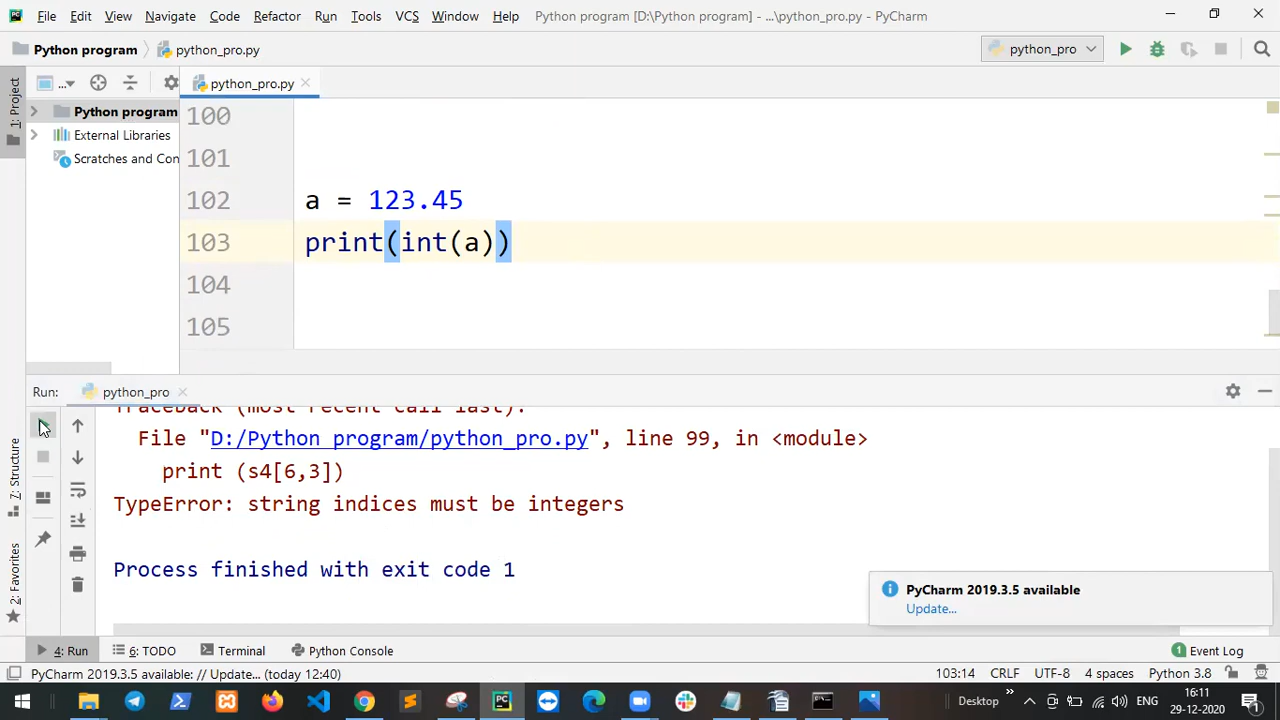 File Edit View Navigate Code Refactor Run Tools VCS Window Help Python program [D:\Python program] - ...\python_pro.py - PyCharm
Python program python_pro.py python_pro
... python_pro.py
1: Project
Python program
External Libraries
Scratches and Con
100
101
102 a = 123.45
103 print(int(a))
104
105
Run: python_pro
Traceback (most recent call last):
File "D:/Python program/python_pro.py", line 99, in <module>
print (s4[6,3])
TypeError: string indices must be integers
Process finished with exit code 1
Z: Structure
2: Favorites
PyCharm 2019.3.5 available
Update...
4: Run 6: TODO Terminal Python Console Event Log
PyCharm 2019.3.5 available: // Update... (today 12:40) 103:14 CRLF UTF-8 4 spaces Python 3.8
Desktop » ENG 16:11
29-12-2020
1